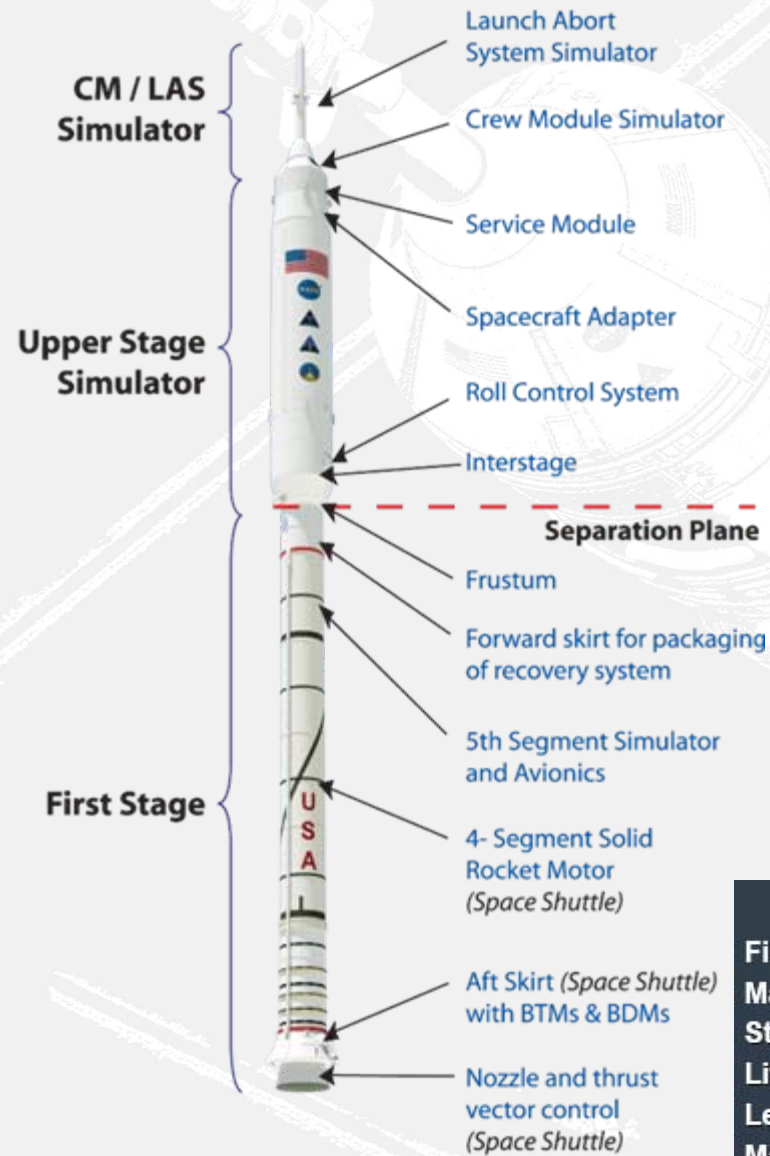 CM / LAS
Simulator
Launch Abort
System Simulator
Crew Module Simulator
Service Module
Spacecraft Adapter
Upper Stage
Simulator
Roll Control System
Interstage
Separation Plane
Frustum
Forward skirt for packaging
of recovery system
5th Segment Simulator
and Avionics
First Stage
USA
4- Segment Solid
Rocket Motor
(Space Shuttle)
Aft Skirt (Space Shuttle)
with BTMs & BDMs
Nozzle and thrust
vector control
(Space Shuttle)